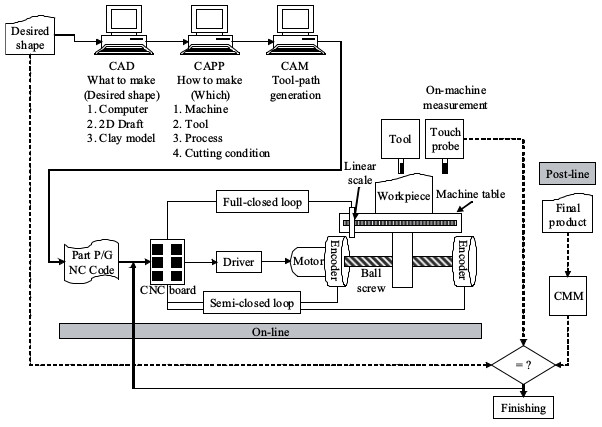 Desired
shape
CAD
What to make
(Desired shape)
1. Computer
2. 2D Draft
3. Clay model
CAPP
How to make
(Which)
1. Machine
2. Tool
3. Process
4. Cutting condition
CAM
Tool-path
generation
On-machine
measurement
Tool
Touch
probe
Linear
scale
Workpiece
Machine table
Post-line
Final
product
CMM
Full-closed loop
Part P/G
NC Code
CNC board
Driver
Motor
Encoder
Ball
screw
Encoder
Semi-closed loop
On-line
= ?
Finishing